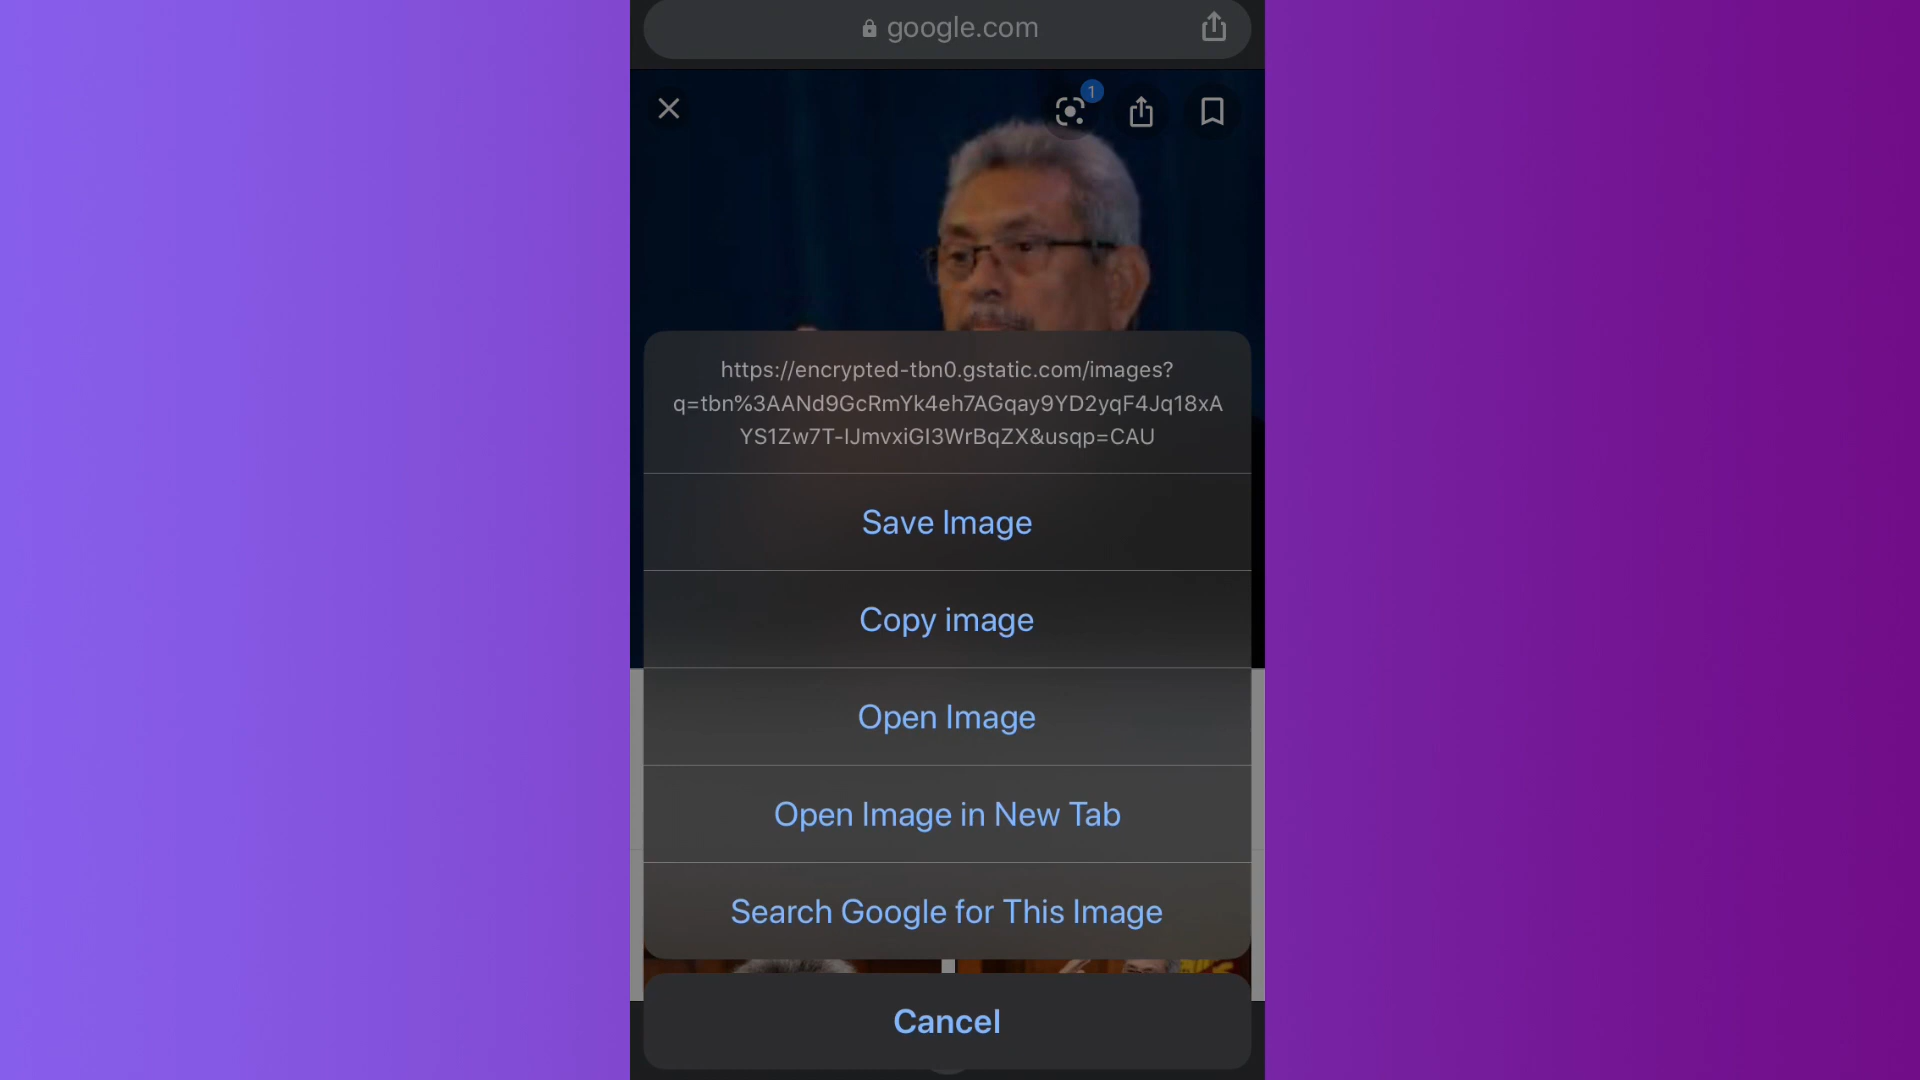 google.com
1
https://encrypted-tbn0.gstatic.com/images?
q=tbn%3AANd9GcRmYk4eh7AGqay9YD2yqF4Jq18xA
YS1Zw7T-IJmvxiGI3WrBqZX&usqp=CAU
Save Image
Copy image
Open Image
Open Image in New Tab
Search Google for This Image
Cancel